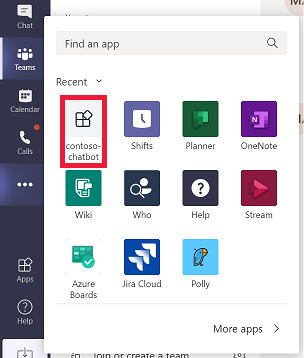 Chat
Find an app
Teams
Recent
Calendar
contoso-
chatbot
Shifts
Planner
OneNote
Calls
Wiki
Who
Help
Stream
Azure
Boards
Jira Cloud
Polly
Apps
Help
More apps
Join or create a team